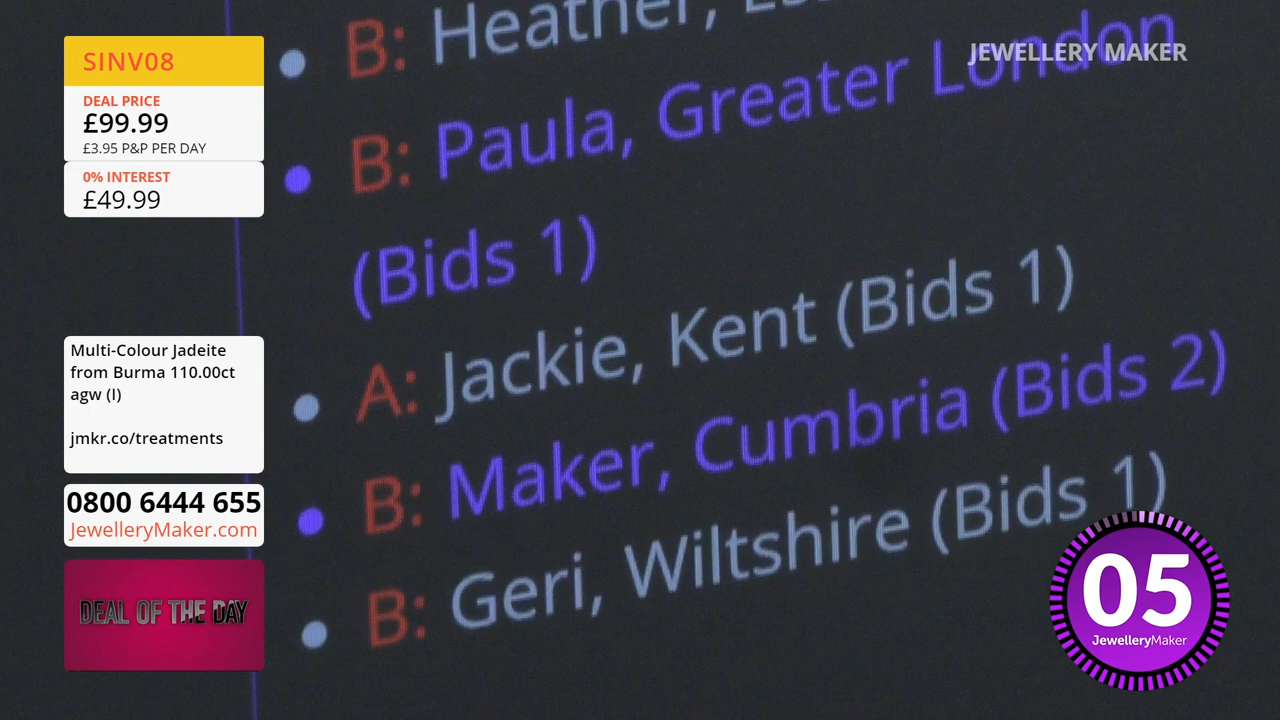 SINV08
DEAL PRICE
£99.99
£3.95 P&P PER DAY
0% INTEREST
£49.99
Multi-Colour Jadeite
from Burma 110.00ct
agw (I)
jmkr.co/treatments
0800 6444 655
JewelleryMaker.com
DEAL OF THE DAY
JEWELLERY MAKER
B: Heather,
B: Paula, Greater London
(Bids 1)
A: Jackie, Kent (Bids 1)
B: Maker, Cumbria (Bids 2)
B: Geri, Wiltshire (Bids 1)
05
JewelleryMaker